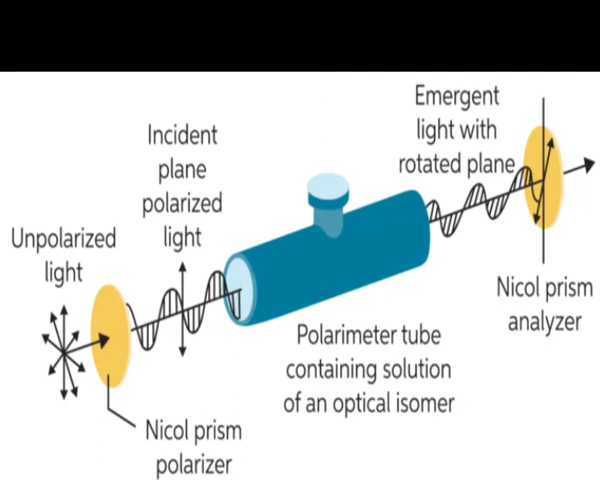 Unpolarized
light
Incident
plane
polarized
light
Emergent
light with
rotated plane
Nicol prism
polarizer
Polarimeter tube
containing solution
of an optical isomer
Nicol prism
analyzer